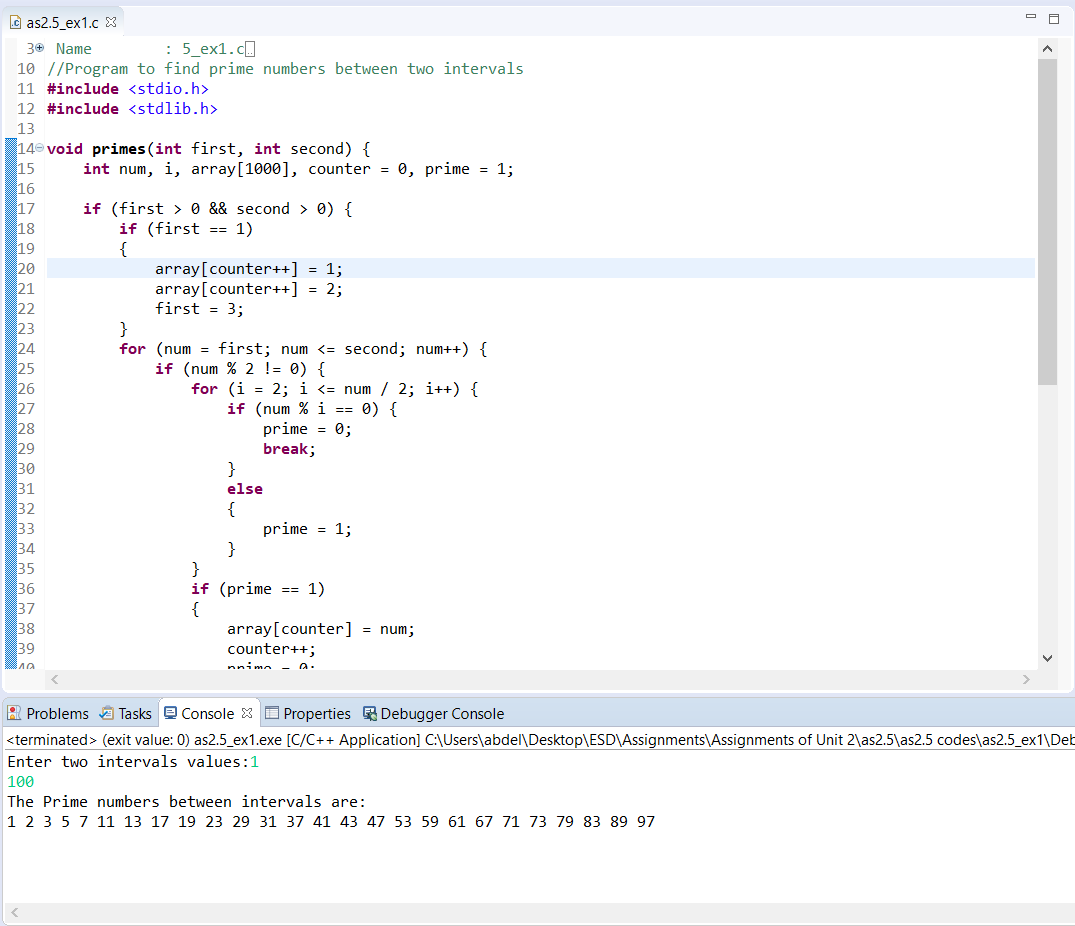 as2.5_ex1.c
3 Name : 5_ex1.c
10 //Program to find prime numbers between two intervals
11 #include <stdio.h>
12 #include <stdlib.h>
13
14 void primes(int first, int second) {
15 int num, i, array[1000], counter = 0, prime = 1;
16
17 if (first > 0 && second > 0) {
18 if (first == 1)
19 {
20 array[counter++] = 1;
21 array[counter++] = 2;
22 first = 3;
23 }
24 for (num = first; num <= second; num++) {
25 if (num % 2 != 0) {
26 for (i = 2; i <= num / 2; i++) {
27 if (num % i == 0) {
28 prime = 0;
29 break;
30 }
31 else
32 {
33 prime = 1;
34 }
35 }
36 if (prime == 1)
37 {
38 array[counter] = num;
39 counter++;
40 prime = 0;
Problems Tasks Console Properties Debugger Console
<terminated> (exit value: 0) as2.5_ex1.exe [C/C++ Application] C:\Users\abdel\Desktop\ESD\Assignments\Assignments of Unit 2\as2.5\as2.5 codes\as2.5_ex1\Deb
Enter two intervals values:1
100
The Prime numbers between intervals are:
1 2 3 5 7 11 13 17 19 23 29 31 37 41 43 47 53 59 61 67 71 73 79 83 89 97